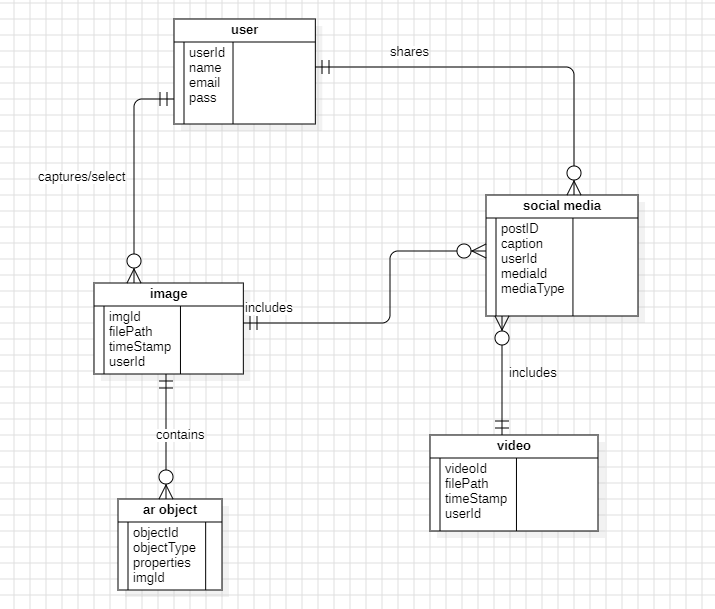 user
userId
name
email
pass
shares
captures/select
social media
postID
caption
userId
mediaId
mediaType
image
imgId
filePath
timeStamp
userId
includes
includes
contains
video
videoId
filePath
timeStamp
userId
ar object
objectId
objectType
properties
imgId